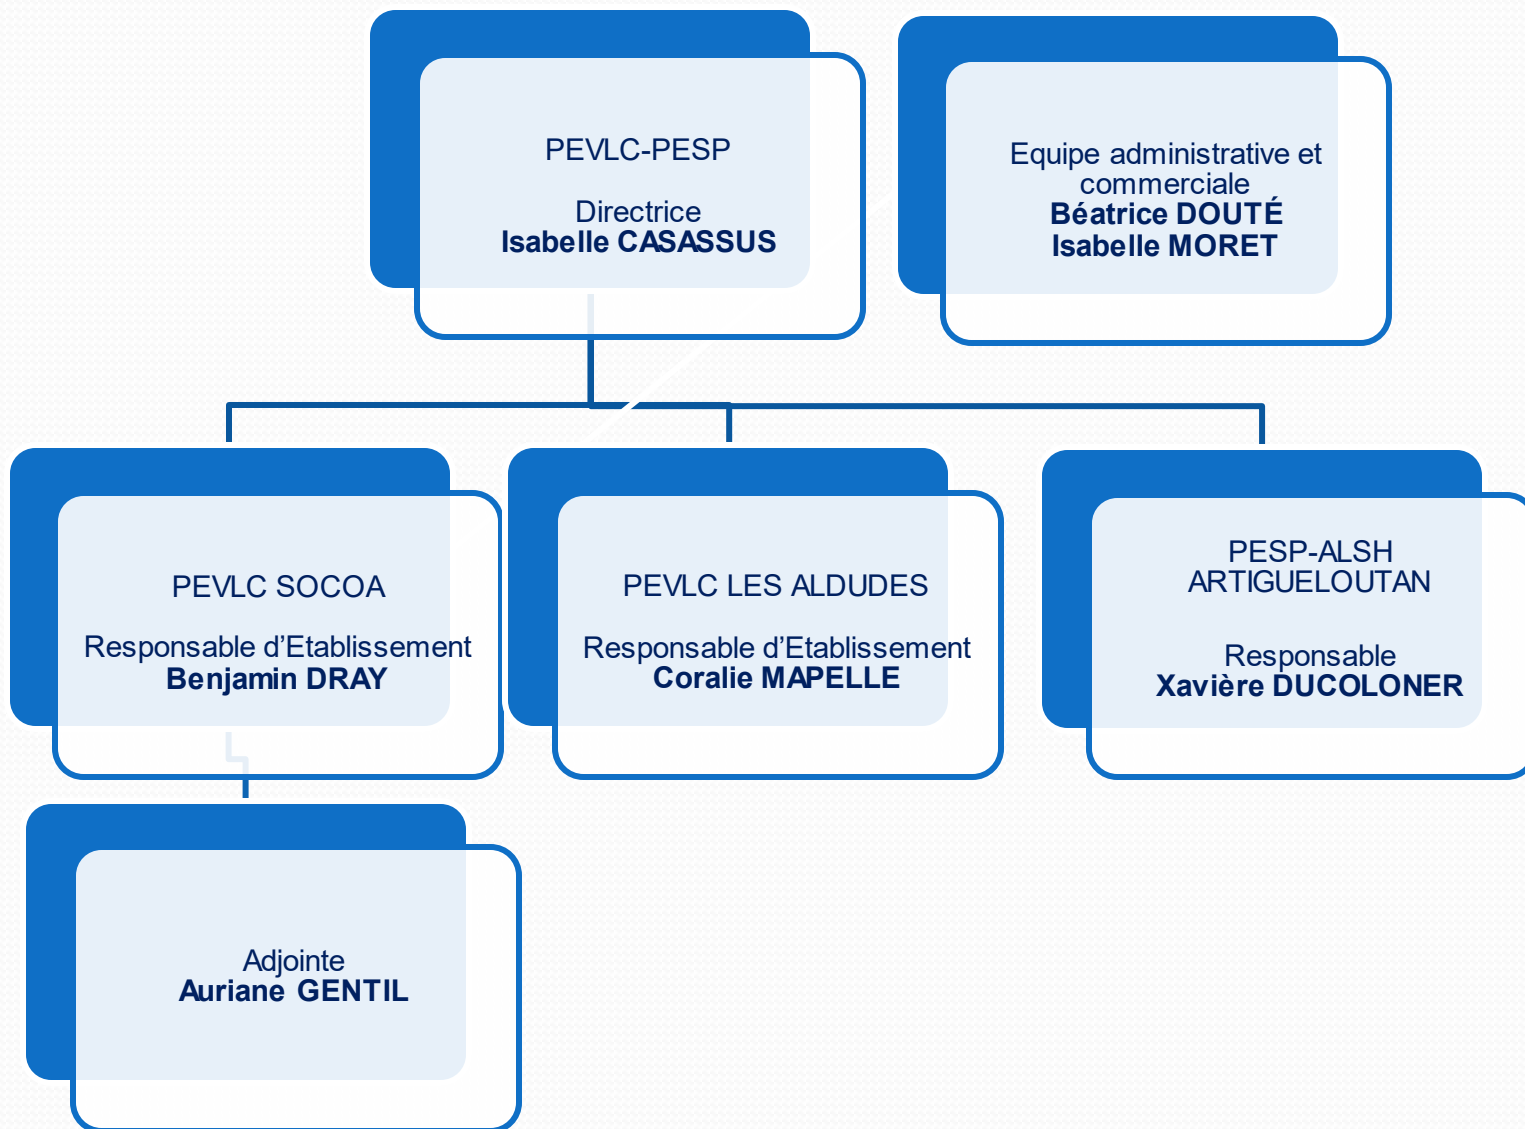 PEVLC-PESP
Directrice
Isabelle CASASSUS
Equipe administrative et
commerciale
Béatrice DOUTÉ
Isabelle MORET
PEVLC SOCOA
Responsable d’Etablissement
Benjamin DRAY
PEVLC LES ALDUDES
Responsable d’Etablissement
Coralie MAPELLE
PESP-ALSH
ARTIGUELOUTAN
Responsable
Xavière DUCOLONER
Adjointe
Auriane GENTIL